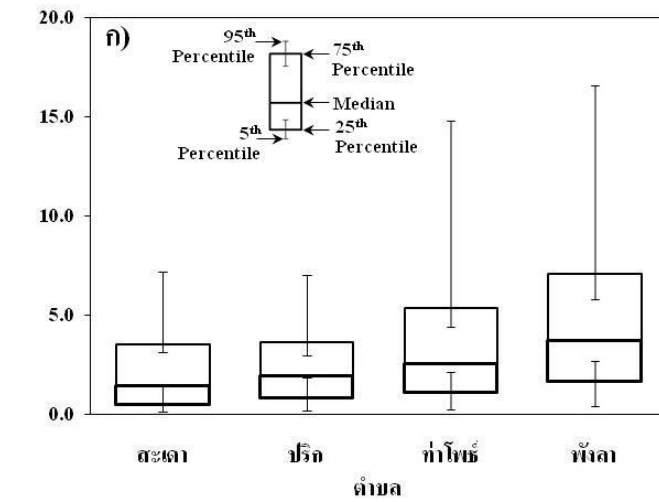 20.0
ก)
95th
Percentile
75th
Percentile
Median
5th
Percentile
25th
Percentile
15.0
10.0
5.0
0.0
สะเดา ปริก ท่าโพธิ์ พังลา
ตำบล